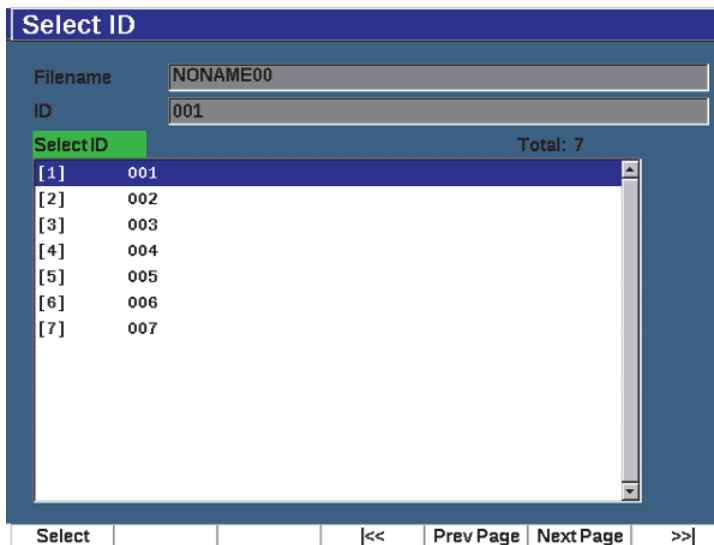 Select ID
Filename NONAME00
ID 001
Select ID Total: 7
[1] 001
[2] 002
[3] 003
[4] 004
[5] 005
[6] 006
[7] 007
Select |<< Prev Page Next Page >>|